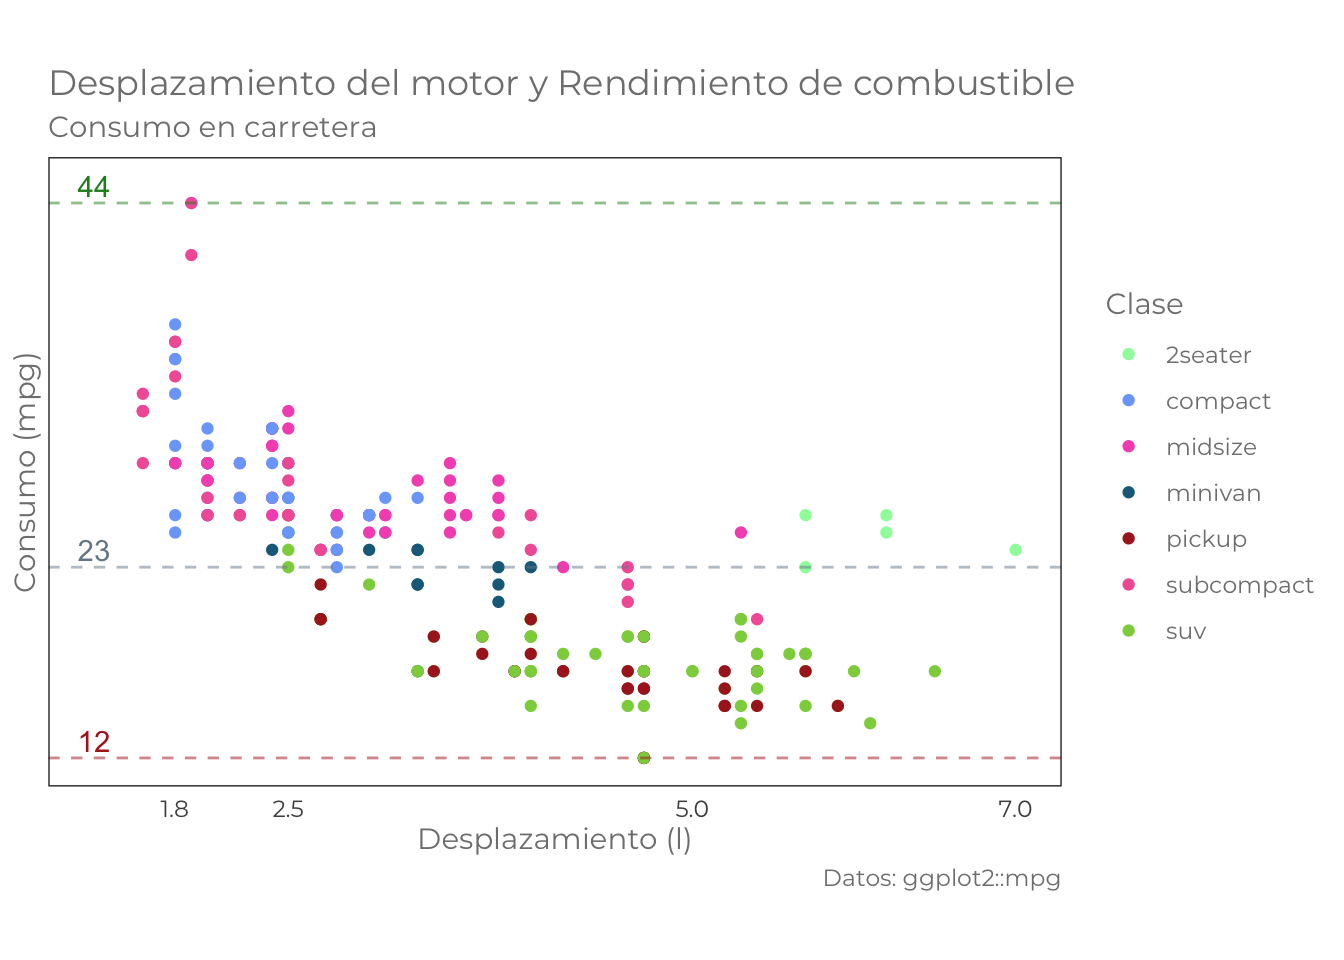 Desplazamiento del motor y Rendimiento de combustible
Consumo en carretera
Consumo (mpg)
44
23
12
1.8 2.5 5.0 7.0
Desplazamiento (l)
Datos: ggplot2::mpg
Clase
2seater
compact
midsize
minivan
pickup
subcompact
suv